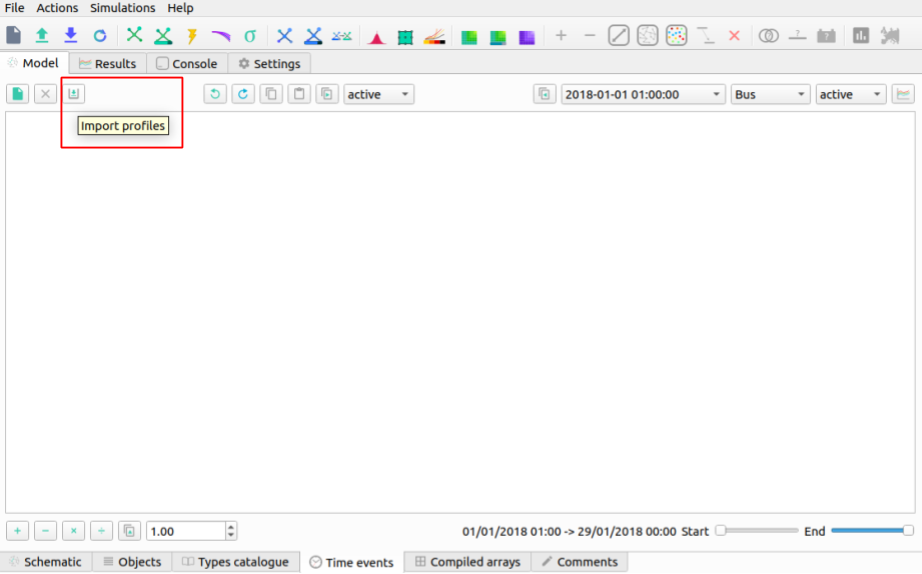 File Actions Simulations Help
Model Results Console Settings
active 2018-01-01 01:00:00 Bus active
Import profiles
1.00 01/01/2018 01:00 -> 29/01/2018 00:00 Start End
Schematic Objects Types catalogue Time events Compiled arrays Comments